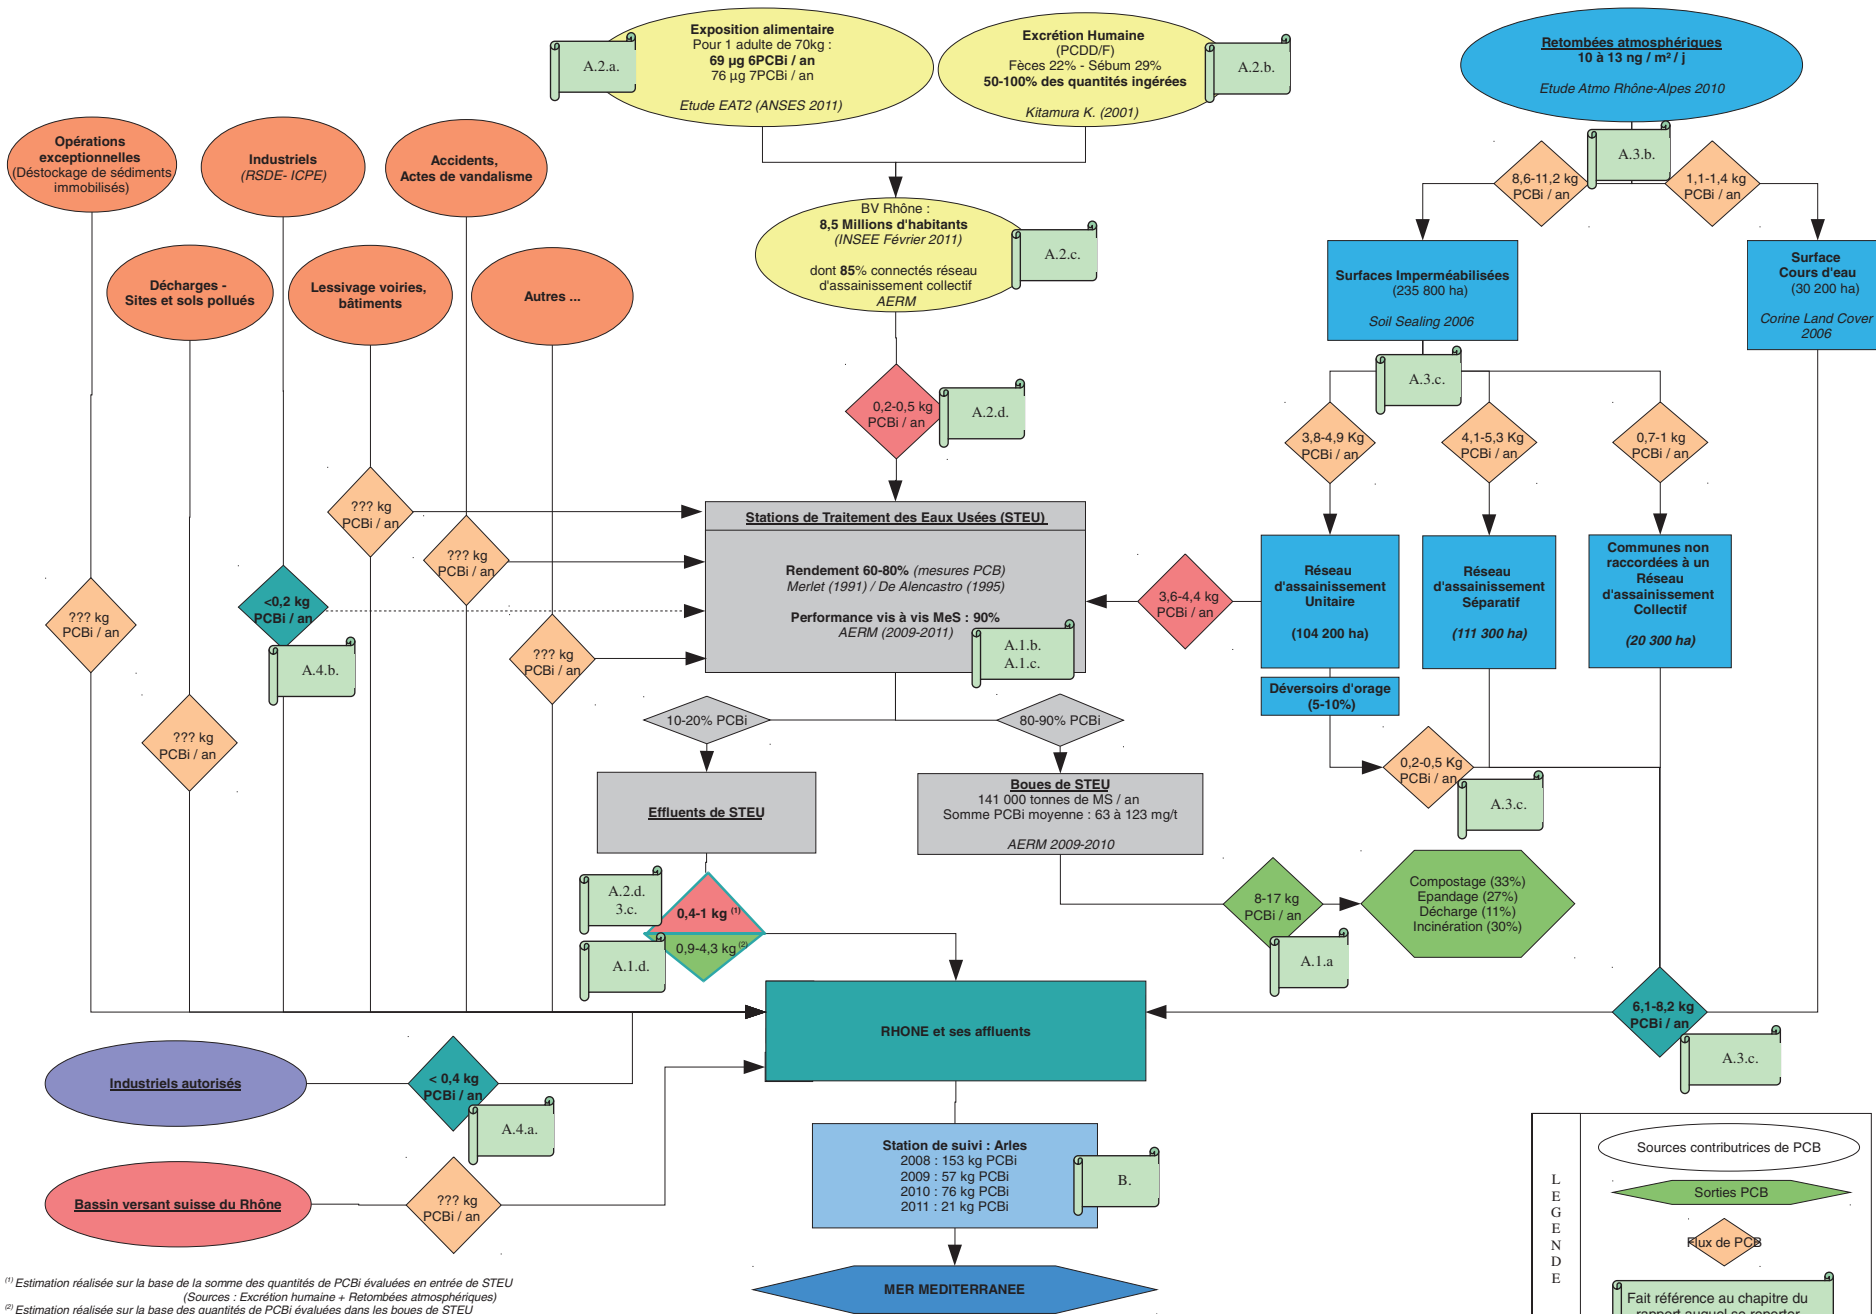 Exposition alimentaire
Pour 1 adulte de 70kg :
69 µg 6PCBi / an
76 µg 7PCBi / an
Etude EAT2 (ANSES 2011)
A.2.a.
Excrétion Humaine
(PCDD/F)
Fèces 22% - Sébum 29%
50-100% des quantités ingérées
Kitamura K. (2001)
A.2.b.
Retombées atmosphériques
10 à 13 ng / m² / j
Etude Atmo Rhône-Alpes 2010
A.3.b.
8,6-11,2 kg
PCBi / an
1,1-1,4 kg
PCBi / an
Opérations
exceptionnelles
(Déstockage de sédiments
immobilisés)
Industriels
(RSDE- ICPE)
Accidents,
Actes de vandalisme
Décharges -
Sites et sols pollués
Lessivage voiries,
bâtiments
Autres ...
BV Rhône :
8,5 Millions d'habitants
(INSEE Février 2011)
dont 85% connectés réseau
d'assainissement collectif
AERM
A.2.c.
Surfaces Imperméabilisées
(235 800 ha)
Soil Sealing 2006
Surface
Cours d'eau
(30 200 ha)
Corine Land Cover
2006
A.3.c.
0,2-0,5 kg
PCBi / an
A.2.d.
3,8-4,9 Kg
PCBi / an
4,1-5,3 Kg
PCBi / an
0,7-1 kg
PCBi / an
??? kg
PCBi / an
??? kg
PCBi / an
??? kg
PCBi / an
<0,2 kg
PCBi / an
A.4.b.
??? kg
PCBi / an
??? kg
PCBi / an
Stations de Traitement des Eaux Usées (STEU)
Rendement 60-80% (mesures PCB)
Merlet (1991) / De Alencastro (1995)
Performance vis à vis MeS : 90%
AERM (2009-2011)
A.1.b.
A.1.c.
3,6-4,4 kg
PCBi / an
Réseau
d'assainissement
Unitaire
(104 200 ha)
Réseau
d'assainissement
Séparatif
(111 300 ha)
Communes non
raccordées à un
Réseau
d'assainissement
Collectif
(20 300 ha)
Déversoirs d'orage
(5-10%)
0,2-0,5 Kg
PCBi / an
A.3.c.
10-20% PCBi
80-90% PCBi
Effluents de STEU
Boues de STEU
141 000 tonnes de MS / an
Somme PCBi moyenne : 63 à 123 mg/t
AERM 2009-2010
A.2.d.
3.c.
0,4-1 kg (1)
0,9-4,3 kg (2)
A.1.d.
8-17 kg
PCBi / an
A.1.a
Compostage (33%)
Epandage (27%)
Décharge (11%)
Incinération (30%)
6,1-8,2 kg
PCBi / an
A.3.c.
RHONE et ses affluents
Industriels autorisés
< 0,4 kg
PCBi / an
A.4.a.
Bassin versant suisse du Rhône
??? kg
PCBi / an
Station de suivi : Arles
2008 : 153 kg PCBi
2009 : 57 kg PCBi
2010 : 76 kg PCBi
2011 : 21 kg PCBi
B.
MER MEDITERRANEE
LEGENDE
Sources contributrices de PCB
Sorties PCB
Flux de PCB
Fait référence au chapitre du
rapport auquel se reporter
(1) Estimation réalisée sur la base de la somme des quantités de PCBi évaluées en entrée de STEU
(Sources : Excrétion humaine + Retombées atmosphériques)
(2) Estimation réalisée sur la base des quantités de PCBi évaluées dans les boues de STEU